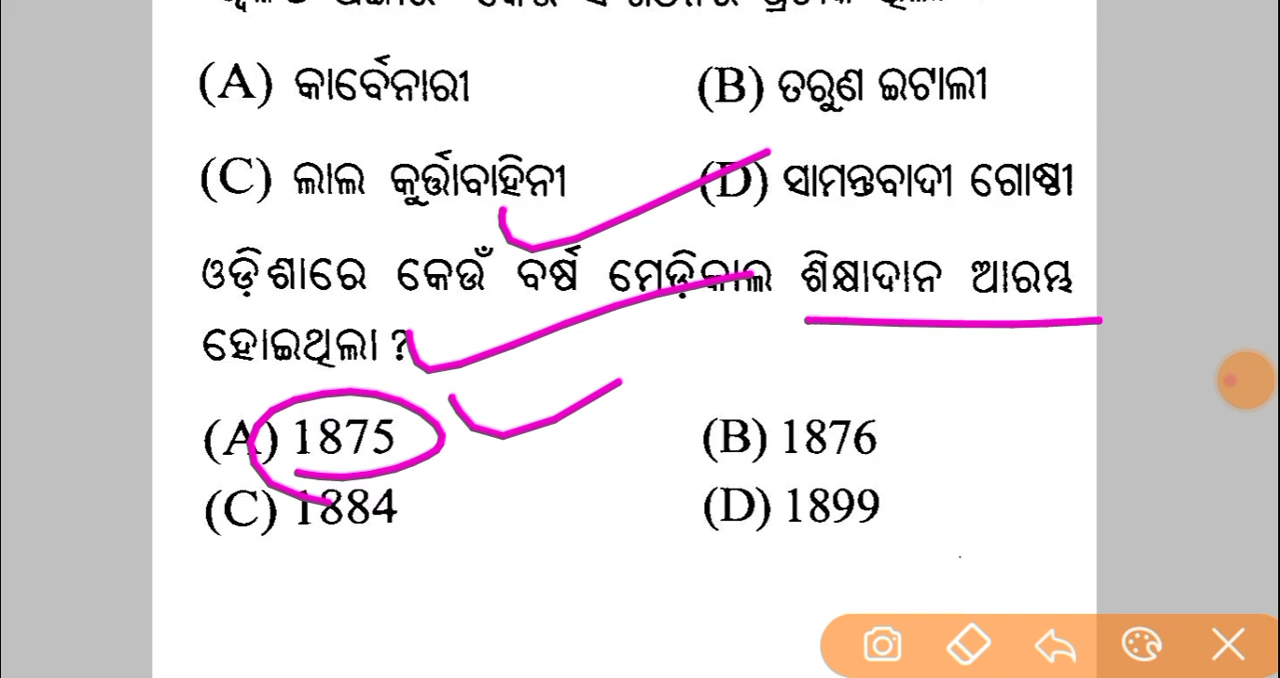 (A) କାର୍ବେନାରୀ (B) ତରୁଣ ଇଟାଲୀ
(C) ଲାଲ କୁର୍ତ୍ତାବାହିନୀ (D) ସାମନ୍ତବାଦୀ ଗୋଷ୍ଠୀ
ଓଡ଼ିଶାରେ କେଉଁ ବର୍ଷ ମେଡ଼ିକାଲ ଶିକ୍ଷାଦାନ ଆରମ୍ଭ
ହୋଇଥିଲା ?
(A) 1875 (B) 1876
(C) 1884 (D) 1899